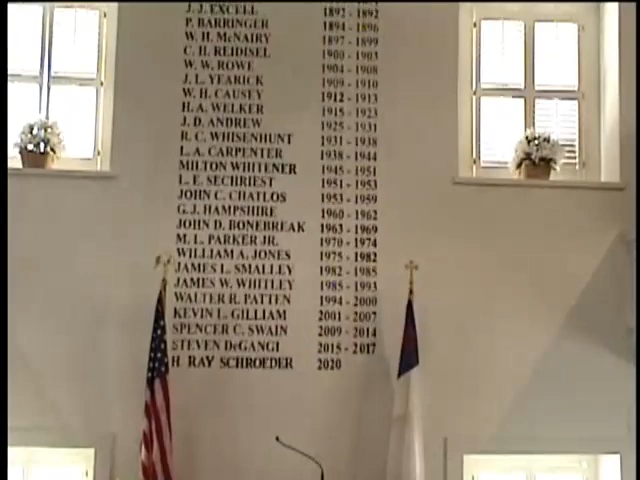 J. J. EXCELL 1892 - 1892
P. BARRINGER 1894 - 1896
W. H. McNAIRY 1897 - 1899
C. H. REIDISEL 1900 - 1903
W. W. ROWE 1904 - 1908
J. L. YEARICK 1909 - 1910
W. H. CAUSEY 1912 - 1913
H. A. WELKER 1915 - 1923
J. D. ANDREW 1925 - 1931
R. C. WHISENHUNT 1931 - 1938
L. A. CARPENTER 1938 - 1944
MILTON WHITENER 1945 - 1951
L. E. SECHRIEST 1951 - 1953
JOHN C. CHATLOS 1953 - 1959
G. J. HAMPSHIRE 1960 - 1962
JOHN D. BONEBREAK 1963 - 1969
M. L. PARKER JR. 1970 - 1974
WILLIAM A. JONES 1975 - 1982
JAMES L. SMALLEY 1982 - 1985
JAMES W. WHITLEY 1985 - 1993
WALTER R. PATTEN 1994 - 2000
KEVIN L. GILLIAM 2001 - 2007
SPENCER C. SWAIN 2009 - 2014
STEVEN DeGANGI 2015 - 2017
H RAY SCHROEDER 2020